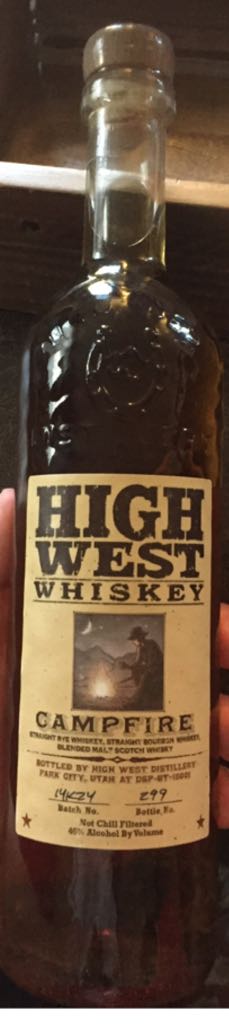 HIGH
WEST
WHISKEY
CAMPFIRE
STRAIGHT RYE WHISKEY, STRAIGHT BOURBON WHISKEY,
BLENDED MALT SCOTCH WHISKY
BOTTLED BY HIGH WEST DISTILLERY
PARK CITY, UTAH AT DSP-UT-15001
14K24 299
Batch No. Bottle No.
Not Chill Filtered
46% Alcohol By Volume